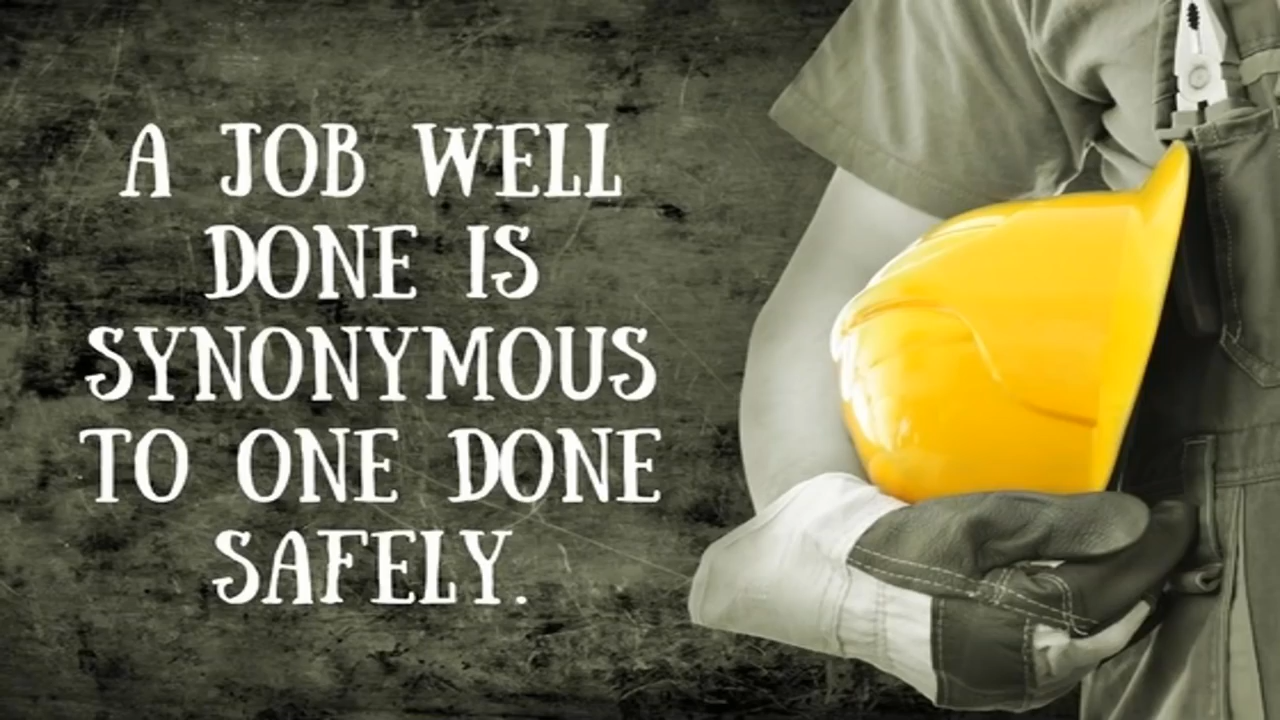 A JOB WELL
DONE IS
SYNONYMOUS
TO ONE DONE
SAFELY.